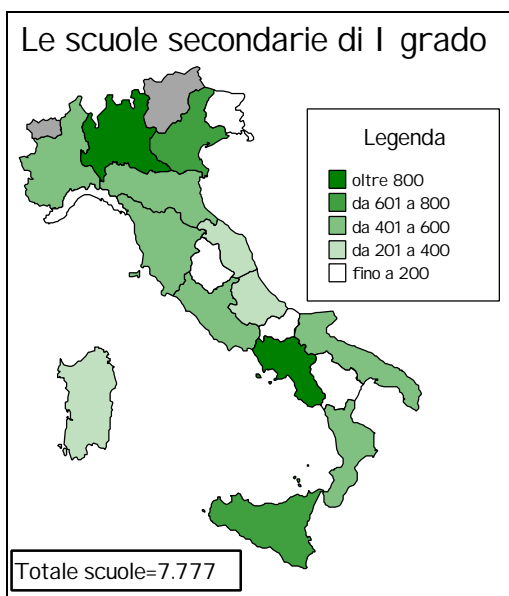 Le scuole secondarie di I grado
Legenda
oltre 800
da 601 a 800
da 401 a 600
da 201 a 400
fino a 200
Totale scuole=7.777